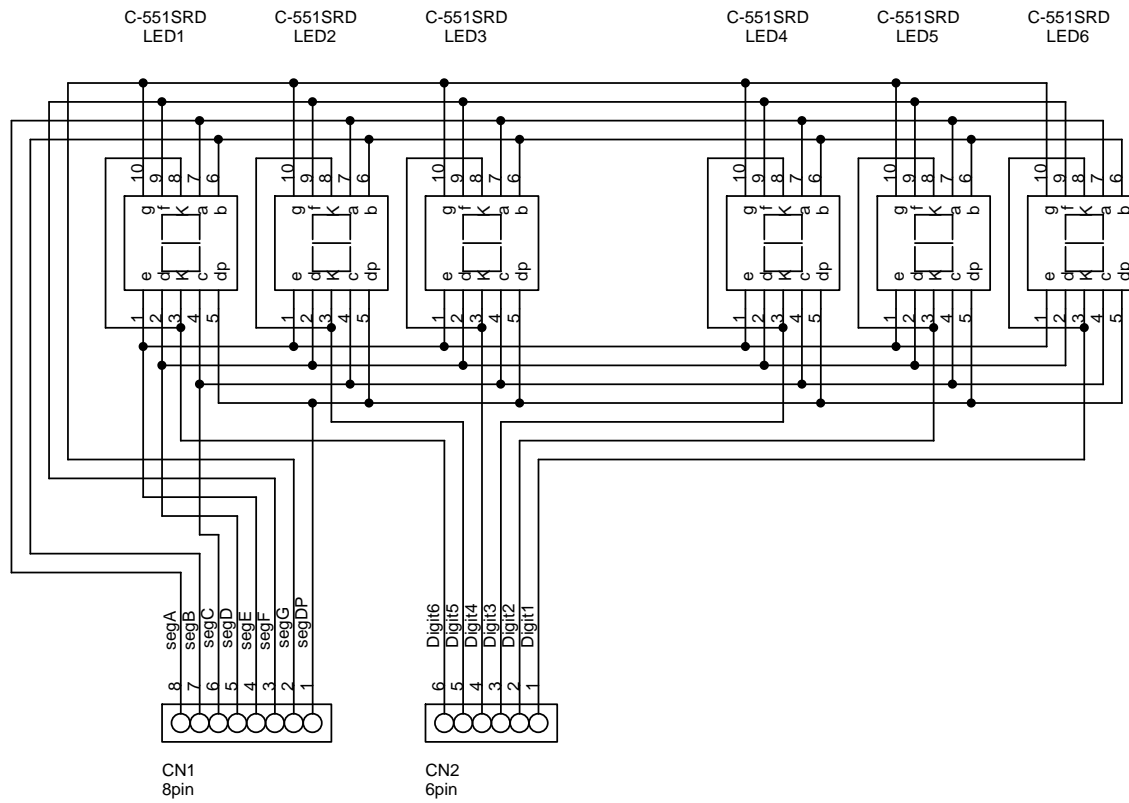 C-551SRD
LED1
C-551SRD
LED2
C-551SRD
LED3
C-551SRD
LED4
C-551SRD
LED5
C-551SRD
LED6
10 9 8 7 6
10 9 8 7 6
10 9 8 7 6
10 9 8 7 6
10 9 8 7 6
10 9 8 7 6
g f K a b
g f K a b
g f K a b
g f K a b
g f K a b
g f K a b
e d K c dp
e d K c dp
e d K c dp
e d K c dp
e d K c dp
e d K c dp
1 2 3 4 5
1 2 3 4 5
1 2 3 4 5
1 2 3 4 5
1 2 3 4 5
1 2 3 4 5
segA
segB
segC
segD
segE
segF
segG
segDP
8 7 6 5 4 3 2 1
Digit6
Digit5
Digit4
Digit3
Digit2
Digit1
6 5 4 3 2 1
CN1
8pin
CN2
6pin